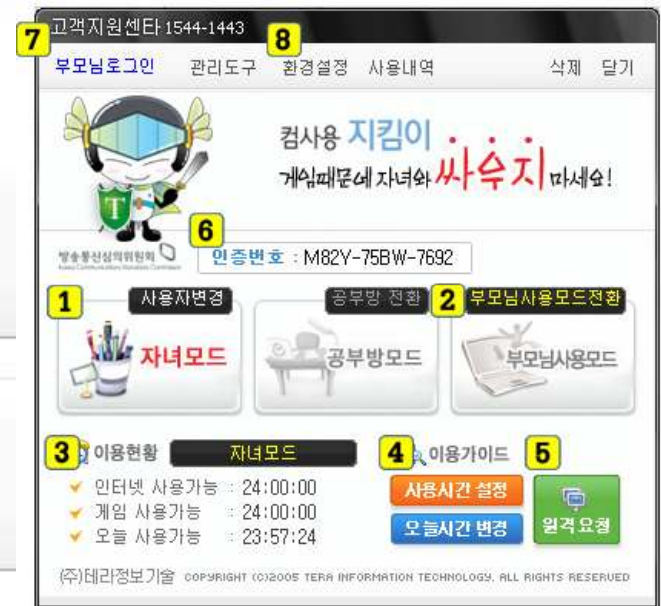 고객지원센타 1544-1443
7 8
부모님로그인 관리도구 환경설정 사용내역 삭제 닫기
컴사용 지킴이
게임때문에 자녀와 싸우지 마세요!
T
6
방송통신심의위원회
Korea Communications Standards Commission
인증번호 : M82Y-75BW-7692
1 사용자변경 공부방 전환 2 부모님사용모드전환
자녀모드 공부방모드 부모님사용모드
3 이용현황 자녀모드 4 이용가이드 5
인터넷 사용가능 : 24:00:00
게임 사용가능 : 24:00:00
오늘 사용가능 : 23:57:24
사용시간 설정
오늘시간 변경
원격요청
(주)테라정보기술 COPYRIGHT (C)2005 TERA INFORMATION TECHNOLOGY. ALL RIGHTS RESERVED